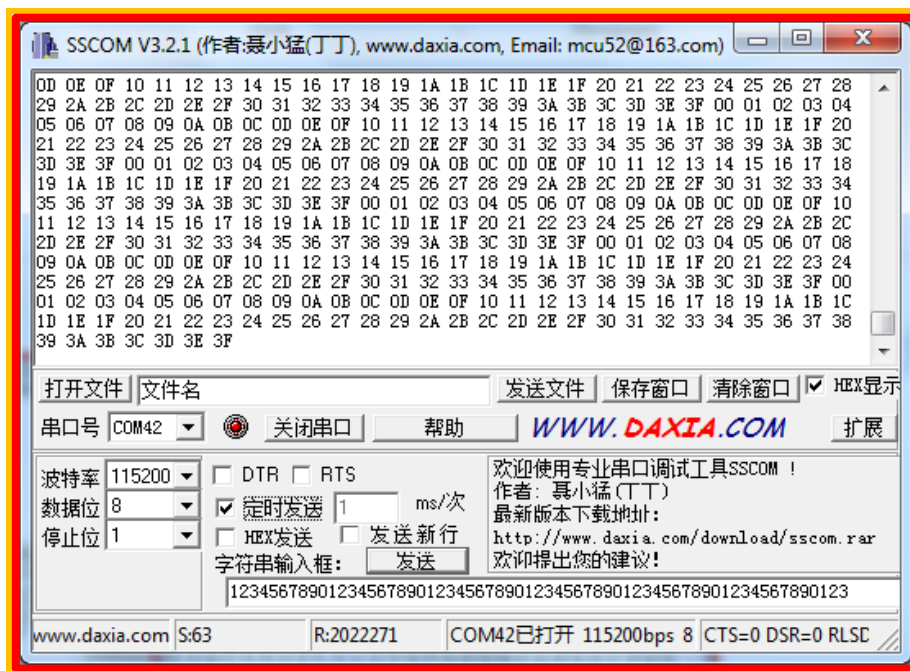 SSCOM V3.2.1 (作者:聂小猛(丁丁), www.daxia.com, Email: mcu52@163.com)
0D 0E 0F 10 11 12 13 14 15 16 17 18 19 1A 1B 1C 1D 1E 1F 20 21 22 23 24 25 26 27 28
29 2A 2B 2C 2D 2E 2F 30 31 32 33 34 35 36 37 38 39 3A 3B 3C 3D 3E 3F 00 01 02 03 04
05 06 07 08 09 0A 0B 0C 0D 0E 0F 10 11 12 13 14 15 16 17 18 19 1A 1B 1C 1D 1E 1F 20
21 22 23 24 25 26 27 28 29 2A 2B 2C 2D 2E 2F 30 31 32 33 34 35 36 37 38 39 3A 3B 3C
3D 3E 3F 00 01 02 03 04 05 06 07 08 09 0A 0B 0C 0D 0E 0F 10 11 12 13 14 15 16 17 18
19 1A 1B 1C 1D 1E 1F 20 21 22 23 24 25 26 27 28 29 2A 2B 2C 2D 2E 2F 30 31 32 33 34
35 36 37 38 39 3A 3B 3C 3D 3E 3F 00 01 02 03 04 05 06 07 08 09 0A 0B 0C 0D 0E 0F 10
11 12 13 14 15 16 17 18 19 1A 1B 1C 1D 1E 1F 20 21 22 23 24 25 26 27 28 29 2A 2B 2C
2D 2E 2F 30 31 32 33 34 35 36 37 38 39 3A 3B 3C 3D 3E 3F 00 01 02 03 04 05 06 07 08
09 0A 0B 0C 0D 0E 0F 10 11 12 13 14 15 16 17 18 19 1A 1B 1C 1D 1E 1F 20 21 22 23 24
25 26 27 28 29 2A 2B 2C 2D 2E 2F 30 31 32 33 34 35 36 37 38 39 3A 3B 3C 3D 3E 3F 00
01 02 03 04 05 06 07 08 09 0A 0B 0C 0D 0E 0F 10 11 12 13 14 15 16 17 18 19 1A 1B 1C
1D 1E 1F 20 21 22 23 24 25 26 27 28 29 2A 2B 2C 2D 2E 2F 30 31 32 33 34 35 36 37 38
39 3A 3B 3C 3D 3E 3F
打开文件 文件名 发送文件 保存窗口 清除窗口 HEX显示
串口号 COM42 关闭串口 帮助 WWW.DAXIA.COM 扩展
波特率 115200 DTR RTS
数据位 8 定时发送 1 ms/次
停止位 1 HEX发送 发送新行
字符串输入框: 发送
欢迎使用专业串口调试工具SSCOM !
作者: 聂小猛(丁丁)
最新版本下载地址:
http://www.daxia.com/download/sscom.rar
欢迎提出您的建议!
123456789012345678901234567890123456789012345678901234567890123
www.daxia.com S:63 R:2022271 COM42已打开 115200bps 8 CTS=0 DSR=0 RLSD